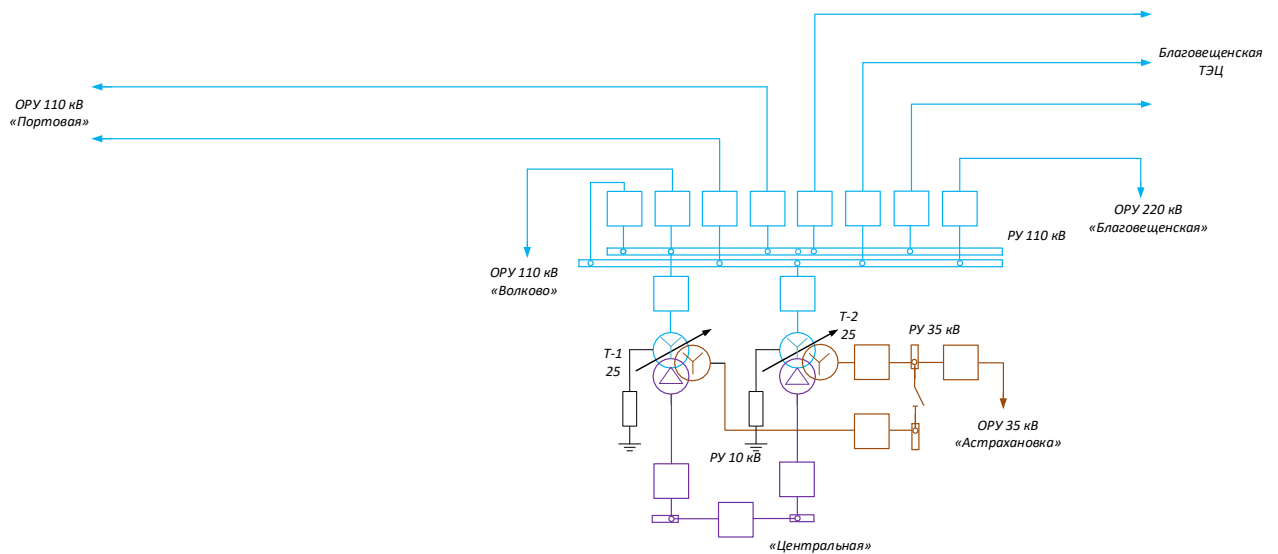 Благовещенская
ТЭЦ
ОРУ 110 кВ
«Портовая»
ОРУ 220 кВ
«Благовещенская»
РУ 110 кВ
ОРУ 110 кВ
«Волково»
Т-1
25
Т-2
25
РУ 35 кВ
ОРУ 35 кВ
«Астрахановка»
РУ 10 кВ
«Центральная»